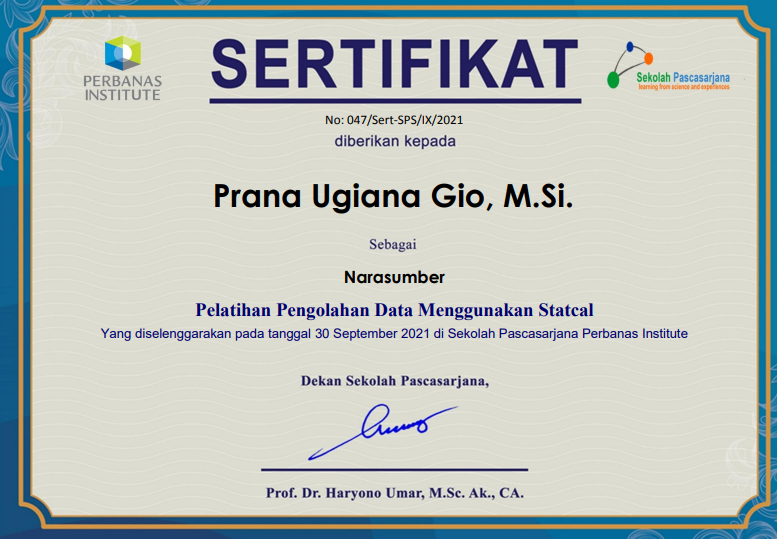 PERBANAS
INSTITUTE
SERTIFIKAT
Sekolah Pascasarjana
learning from science and experiences
No: 047/Sert-SPS/IX/2021
diberikan kepada
Prana Ugiana Gio, M.Si.
Sebagai
Narasumber
Pelatihan Pengolahan Data Menggunakan Statcal
Yang diselenggarakan pada tanggal 30 September 2021 di Sekolah Pascasarjana Perbanas Institute
Dekan Sekolah Pascasarjana,
Prof. Dr. Haryono Umar, M.Sc. Ak., CA.